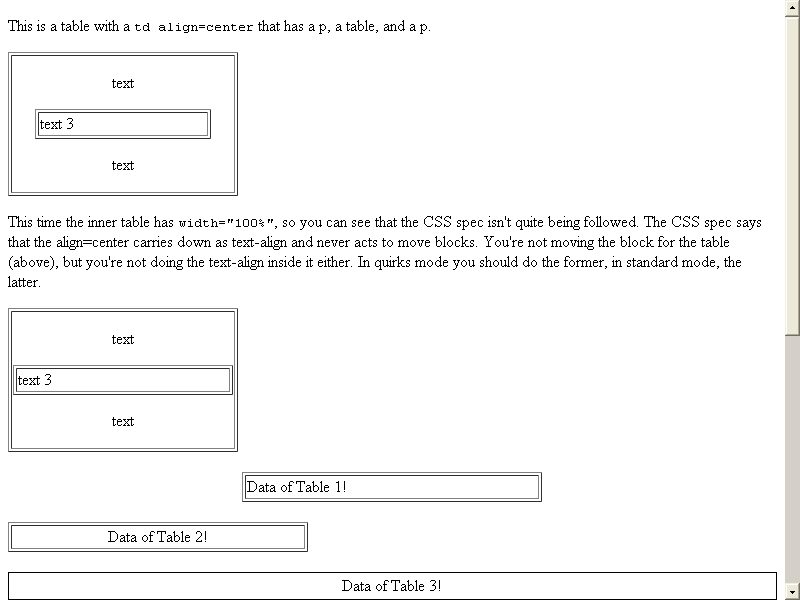 This is a table with a td align=center that has a p, a table, and a p.
text
text 3
text
This time the inner table has width="100%", so you can see that the CSS spec isn't quite being followed. The CSS spec says
that the align=center carries down as text-align and never acts to move blocks. You're not moving the block for the table
(above), but you're not doing the text-align inside it either. In quirks mode you should do the former, in standard mode, the
latter.
text
text 3
text
Data of Table 1!
Data of Table 2!
Data of Table 3!